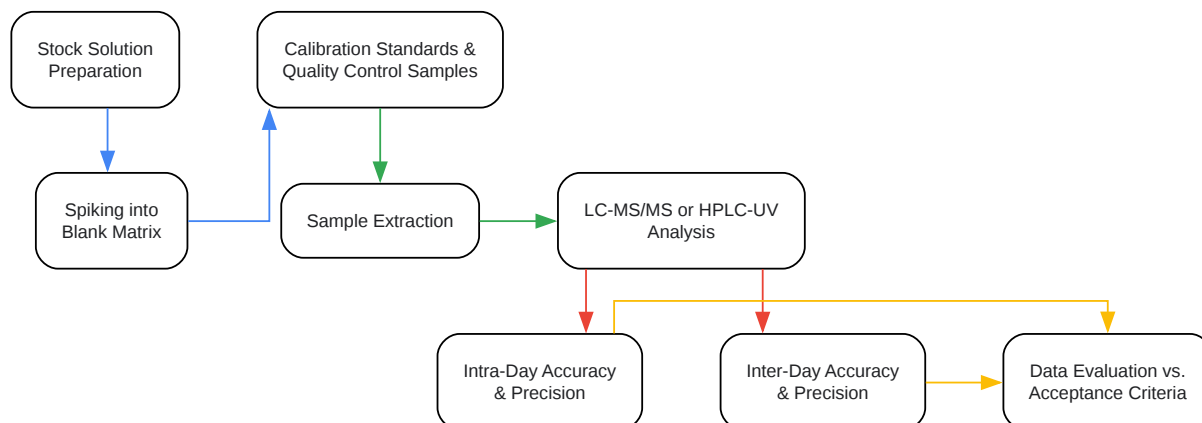 Stock Solution
Preparation
Calibration Standards &
Quality Control Samples
Spiking into
Blank Matrix
Sample Extraction
LC-MS/MS or HPLC-UV
Analysis
Intra-Day Accuracy
& Precision
Inter-Day Accuracy
& Precision
Data Evaluation vs.
Acceptance Criteria